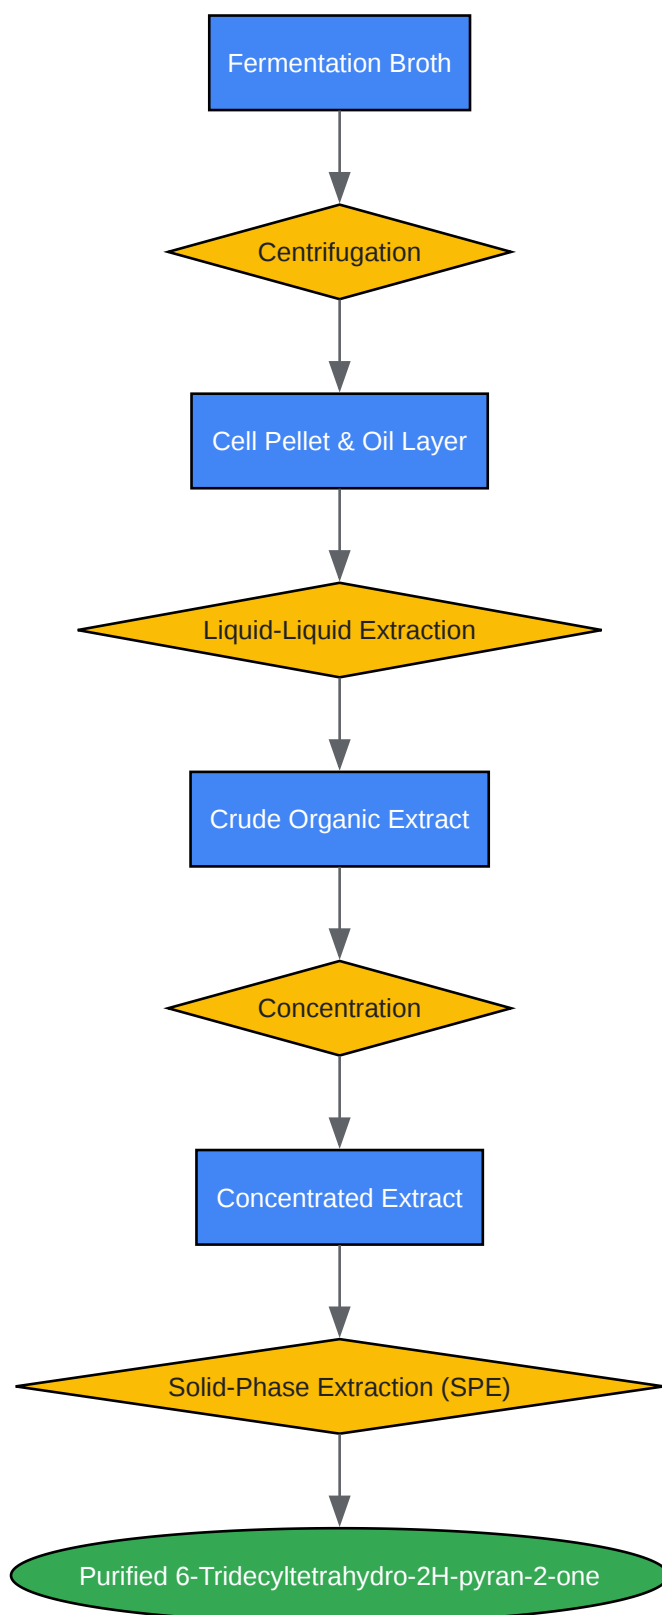 Fermentation Broth
Centrifugation
Cell Pellet & Oil Layer
Liquid-Liquid Extraction
Crude Organic Extract
Concentration
Concentrated Extract
Solid-Phase Extraction (SPE)
Purified 6-Tridecyltetrahydro-2H-pyran-2-one